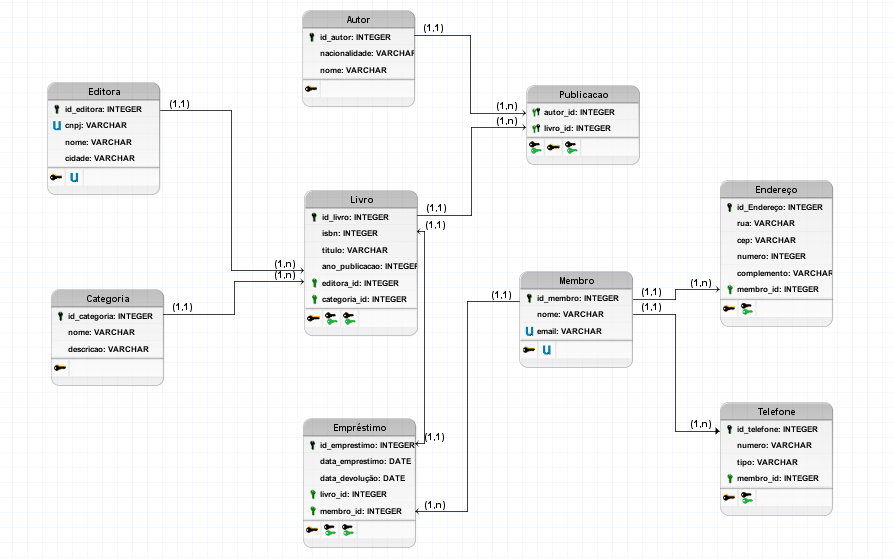 Autor
id_autor: INTEGER
nacionalidade: VARCHAR
nome: VARCHAR
(1,1)
Editora
id_editora: INTEGER
cnpj: VARCHAR
nome: VARCHAR
cidade: VARCHAR
U
U
(1,1)
Publicacao
autor_id: INTEGER
livro_id: INTEGER
(1,n)
(1,n)
Livro
id_livro: INTEGER
isbn: INTEGER
titulo: VARCHAR
ano_publicacao: INTEGER
editora_id: INTEGER
categoria_id: INTEGER
(1,1)
(1,1)
(1,n)
(1,n)
Endereço
id_Endereço: INTEGER
rua: VARCHAR
cep: VARCHAR
numero: INTEGER
complemento: VARCHAR
membro_id: INTEGER
(1,n)
Categoria
id_categoria: INTEGER
nome: VARCHAR
descricao: VARCHAR
(1,1)
Membro
id_membro: INTEGER
nome: VARCHAR
email: VARCHAR
U
U
(1,1)
(1,1)
(1,1)
Empréstimo
id_emprestimo: INTEGER
data_emprestimo: DATE
data_devolução: DATE
livro_id: INTEGER
membro_id: INTEGER
(1,1)
(1,n)
Telefone
id_telefone: INTEGER
numero: VARCHAR
tipo: VARCHAR
membro_id: INTEGER
(1,n)